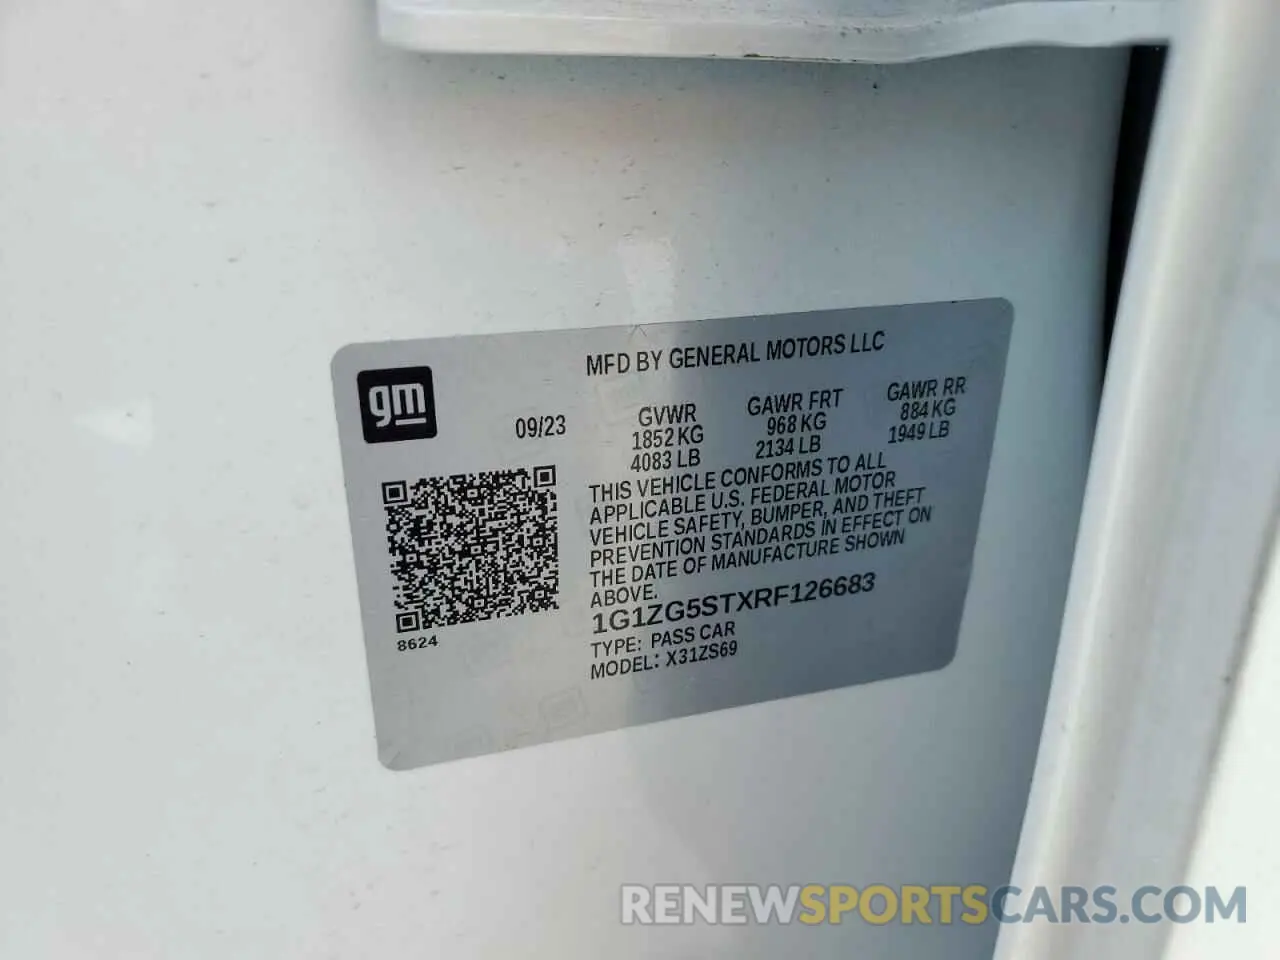 MFD BY GENERAL MOTORS LLC
gm
09/23
GVWR
1852 KG
4083 LB
GAWR FRT
968 KG
2134 LB
GAWR RR
884 KG
1949 LB
THIS VEHICLE CONFORMS TO ALL
APPLICABLE U.S. FEDERAL MOTOR
VEHICLE SAFETY, BUMPER, AND THEFT
PREVENTION STANDARDS IN EFFECT ON
THE DATE OF MANUFACTURE SHOWN
ABOVE.
1G1ZG5STXRF126683
TYPE: PASS CAR
MODEL: X31ZS69
8624
RENEWSPORTSCARS.COM